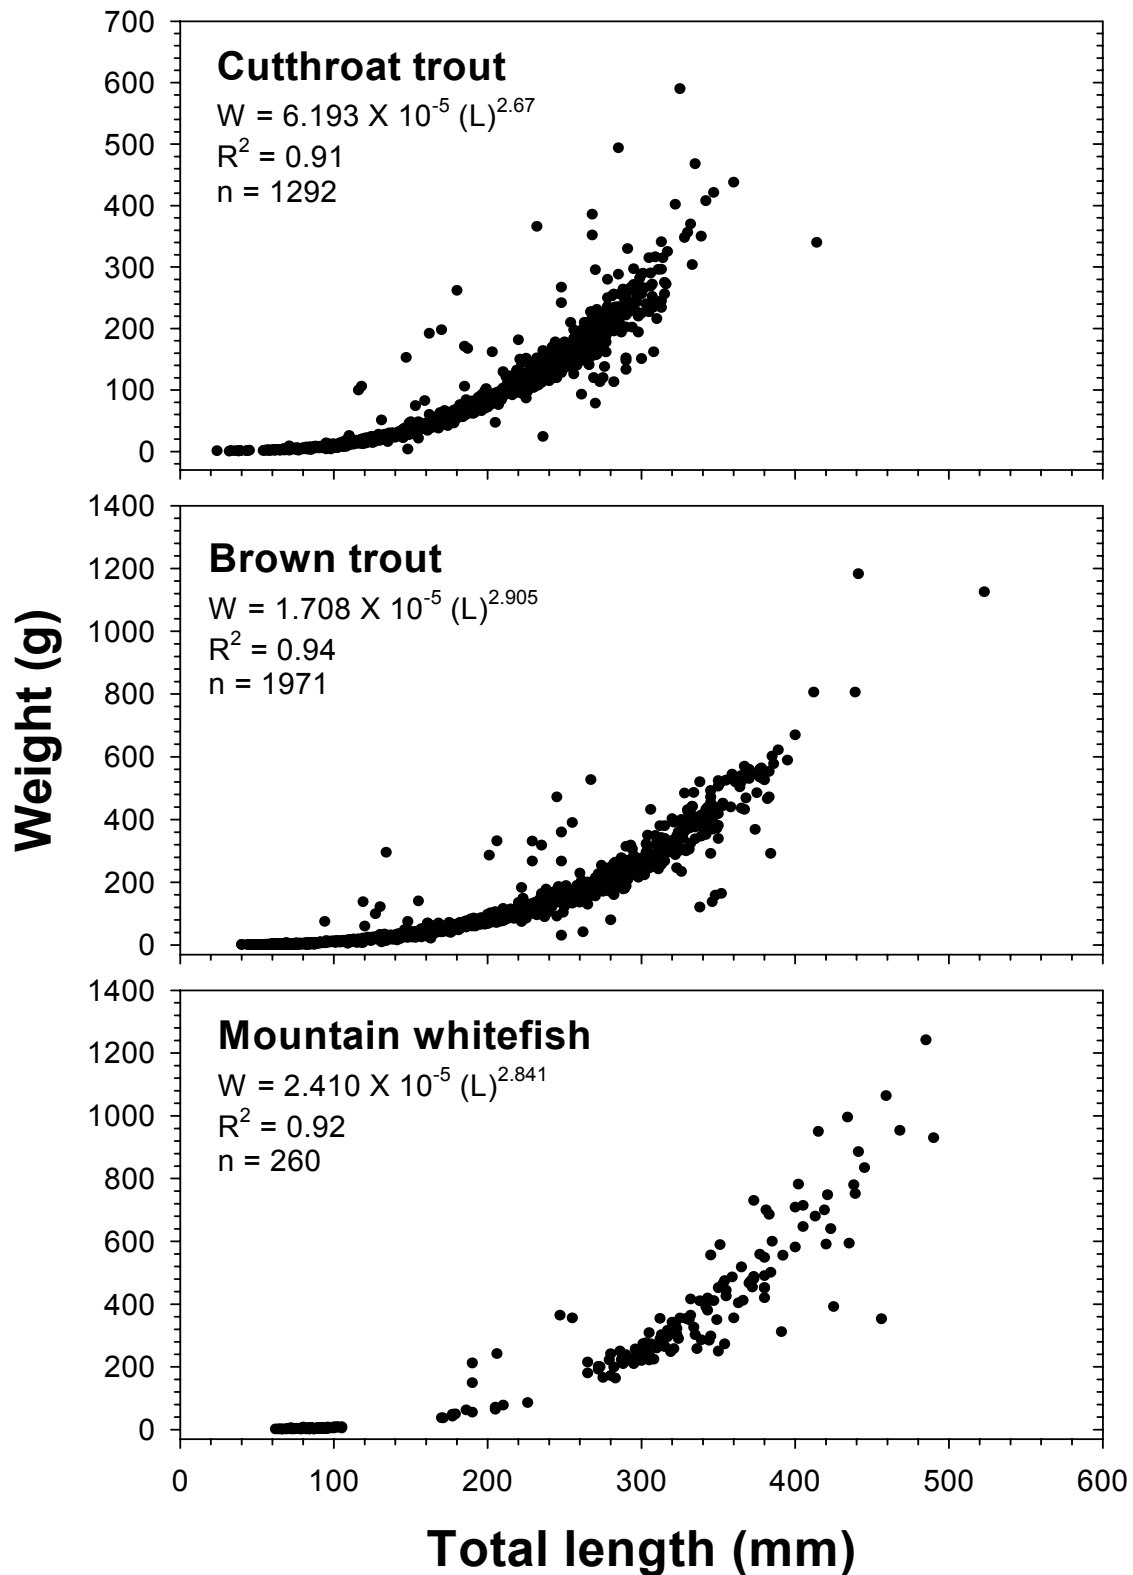 700
600
500
400
300
200
100
0
Cutthroat trout
W = 6.193 X 10⁻⁵ (L)²·⁶⁷
R² = 0.91
n = 1292
1400
1200
1000
800
600
400
200
0
Brown trout
W = 1.708 X 10⁻⁵ (L)²·⁹⁰⁵
R² = 0.94
n = 1971
Weight (g)
1400
1200
1000
800
600
400
200
0
Mountain whitefish
W = 2.410 X 10⁻⁵ (L)²·⁸⁴¹
R² = 0.92
n = 260
0 100 200 300 400 500 600
Total length (mm)